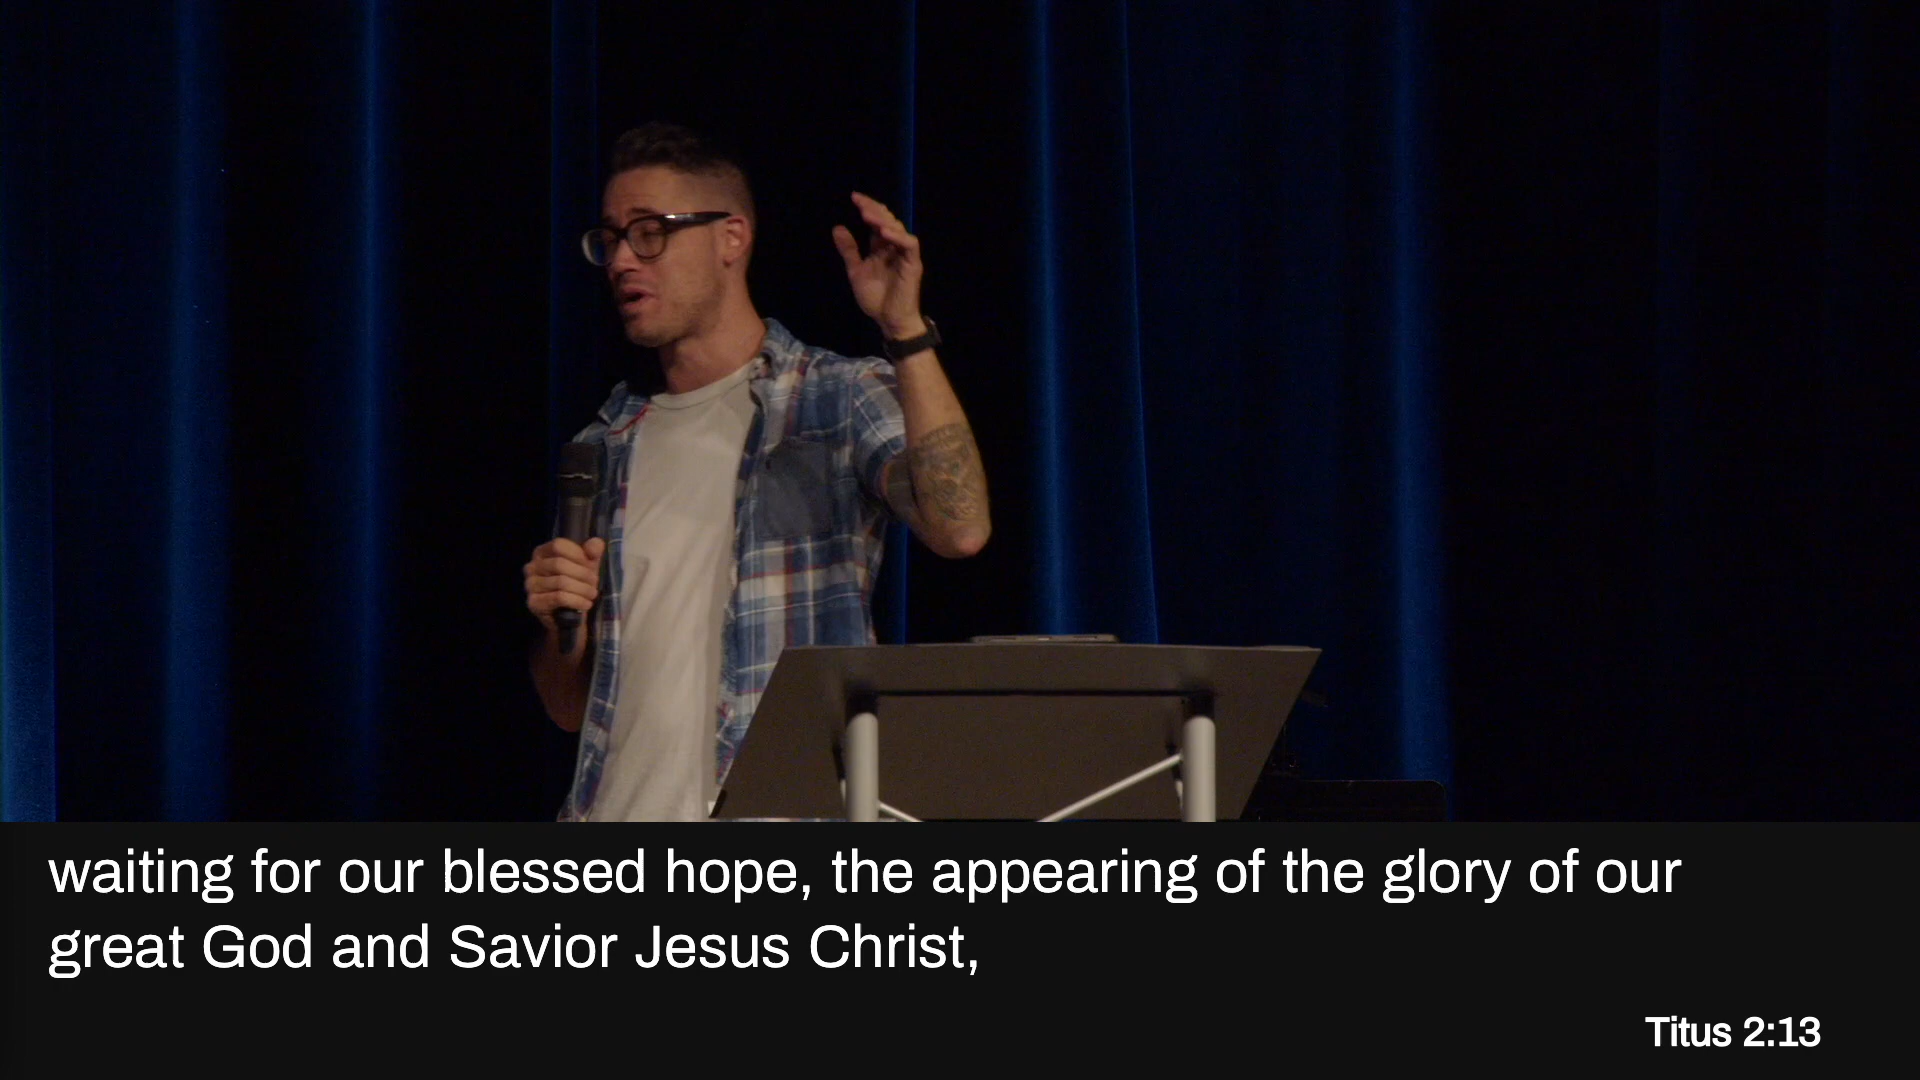 waiting for our blessed hope, the appearing of the glory of our
great God and Savior Jesus Christ,
Titus 2:13